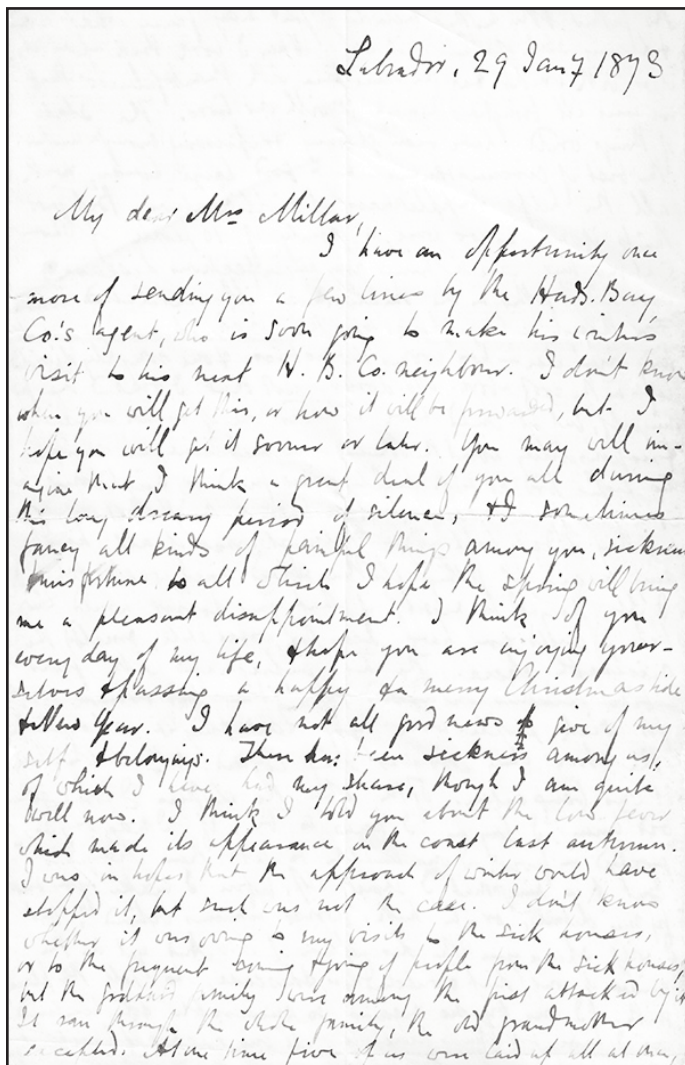 Labrador, 29 Jany 1873
My dear Mrs Millar,
I have an opportunity once
more of sending you a few lines by the Huds. Bay
Co's agent, who is soon going to make his winters
visit to his next H. B. Co. neighbour. I don't know
when you will get this, or how it will be forwarded, but I
hope you will get it sooner or later. You may well im-
agine that I think a great deal of you all during
this long dreary period of silence, & I sometimes
fancy all kinds of painful things among you, sickness
misfortune to all which I hope the spring will bring
me a pleasant disappointment. I think of you
every day of my life, & hope you are enjoying your-
selves & passing a happy & a merry Christmas tide
& New Year. I have not all good news to give of my-
self & belongings. There has been sickness among us,
of which I have had my share, though I am quite
well now. I think I told you about the low fever
which made its appearance on the coast last autumn.
I was in hopes that the approach of winter would have
stopped it, but such was not the case. I don't know
whether it was owing to my visits to the sick houses,
or to the frequent coming & going of people from the sick houses,
but the family were among the first attacked by it
It ran through the whole family, the old grandmother
excepted. At one time five of us were laid up all at once,